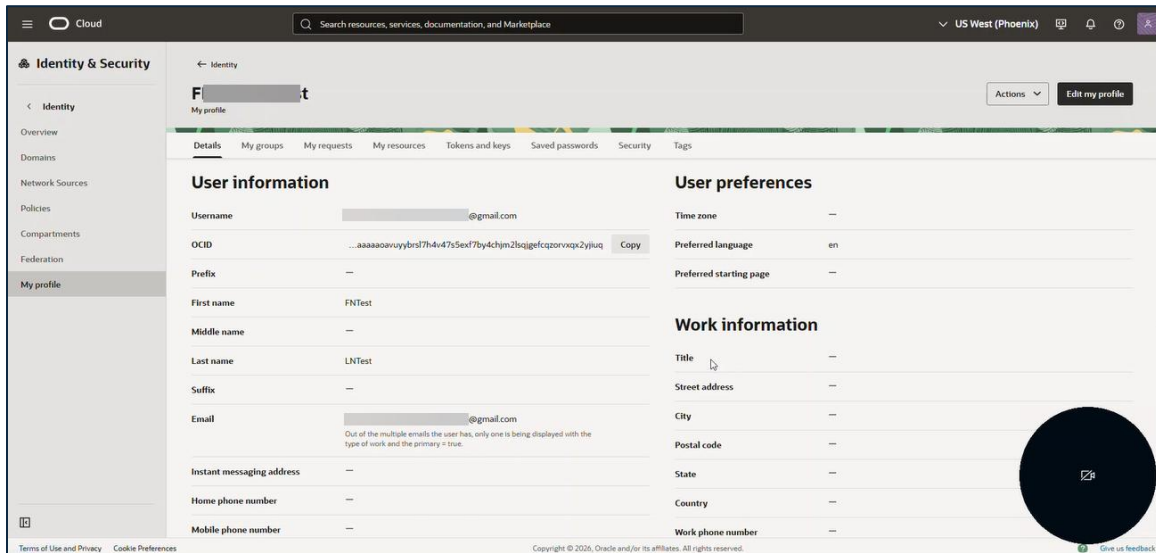 Cloud
Search resources, services, documentation, and Marketplace
US West (Phoenix)
Identity & Security
Identity
Overview
Domains
Network Sources
Policies
Compartments
Federation
My profile
Identity
F t
My profile
Actions
Edit my profile
Details My groups My requests My resources Tokens and keys Saved passwords Security Tags
User information
Username @gmail.com
OCID ...aaaaaoavuyybrsl7h4v47s5exf7by4chjm2lsqjgefcqzorvxqx2yjiuq Copy
Prefix —
First name FNTest
Middle name —
Last name LNTest
Suffix —
Email @gmail.com
Out of the multiple emails the user has, only one is being displayed with the
type of work and the primary = true.
Instant messaging address —
Home phone number —
Mobile phone number —
User preferences
Time zone —
Preferred language en
Preferred starting page —
Work information
Title —
Street address —
City —
Postal code —
State —
Country —
Work phone number —
Terms of Use and Privacy Cookie Preferences
Copyright © 2026, Oracle and/or its affiliates. All rights reserved.
Give us feedback